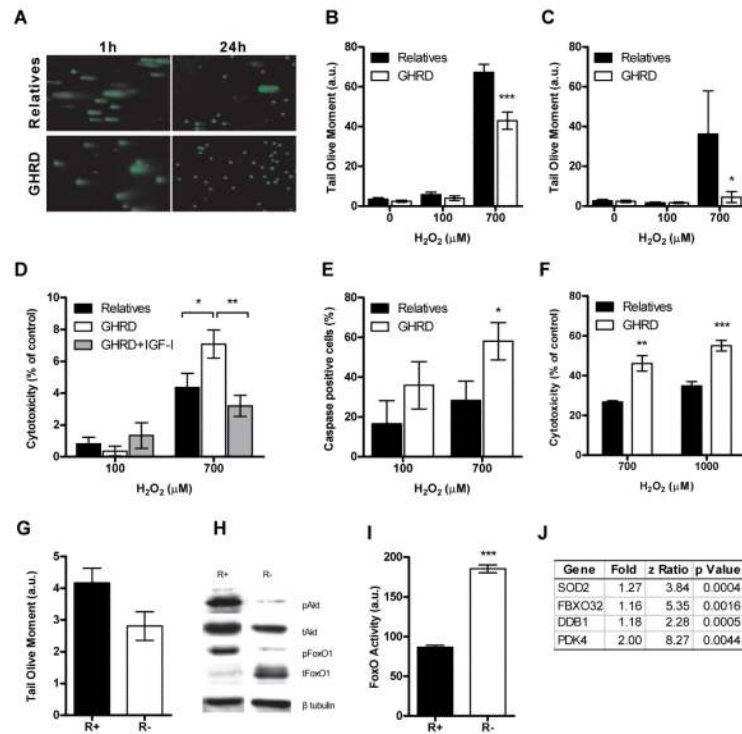 A
1h 24h
Relatives
GHRD
B
Tail Olive Moment (a.u.)
80
60
40
20
0
Relatives
GHRD
***
0 100 700
H₂O₂ (μM)
C
Tail Olive Moment (a.u.)
80
60
40
20
0
Relatives
GHRD
*
0 100 700
H₂O₂ (μM)
D
Cytotoxicity (% of control)
10
8
6
4
2
0
Relatives
GHRD
GHRD+IGF-I
* **
100 700
H₂O₂ (μM)
E
Caspase positive cells (%)
80
60
40
20
0
Relatives
GHRD
*
100 700
H₂O₂ (μM)
F
Cytotoxicity (% of control)
80
60
40
20
0
Relatives
GHRD
** ***
700 1000
H₂O₂ (μM)
G
Tail Olive Moment (a.u.)
5
4
3
2
1
0
R+ R-
H
R+ R-
pAkt
tAkt
pFoxO1
tFoxO1
β tubulin
I
FoxO Activity (a.u.)
200
150
100
50
0
***
R+ R-
J
Gene Fold z Ratio p Value
SOD2 1.27 3.84 0.0004
FBXO32 1.16 5.35 0.0016
DDB1 1.18 2.28 0.0005
PDK4 2.00 8.27 0.0044